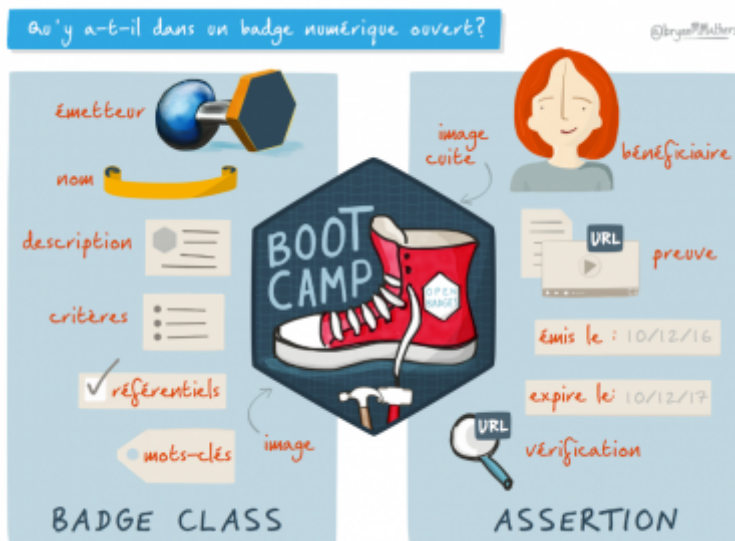 Qu'y a-t-il dans un badge numérique ouvert?
@bryanMMathers
émetteur
nom
description
critères
référentiels
mots-clés
image
BADGE CLASS
BOOT
CAMP
OPEN
BADGES
image
cuite
bénéficiaire
URL
preuve
émis le : 10/12/16
expire le: 10/12/17
URL
vérification
ASSERTION